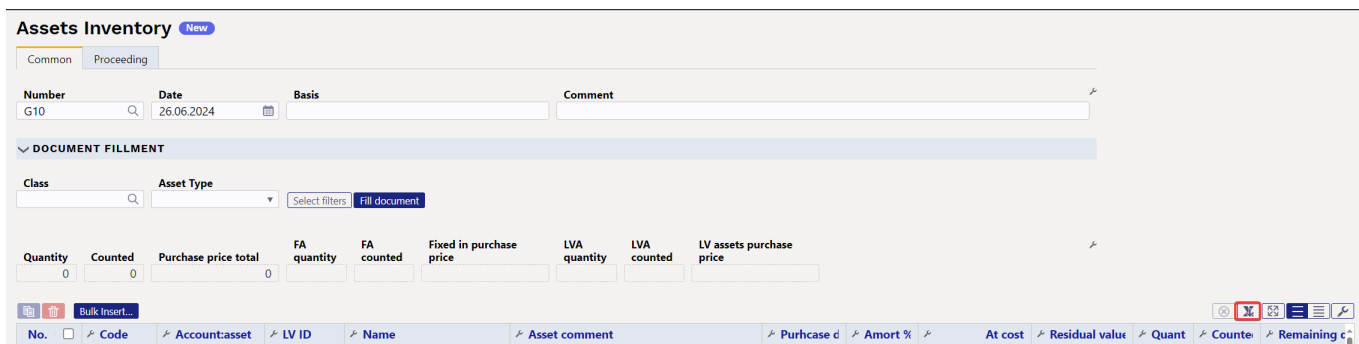 Assets Inventory New
Common Proceeding
Number Date Basis Comment
G10 26.06.2024
DOCUMENT FILLMENT
Class Asset Type
Select filters Fill document
Quantity Counted Purchase price total FA quantity FA counted Fixed in purchase price LVA quantity LVA counted LV assets purchase price
0 0 0
Bulk Insert...
No. Code Account:asset LV ID Name Asset comment Purhcase d Amort % At cost Residual value Quant Counte Remaining c